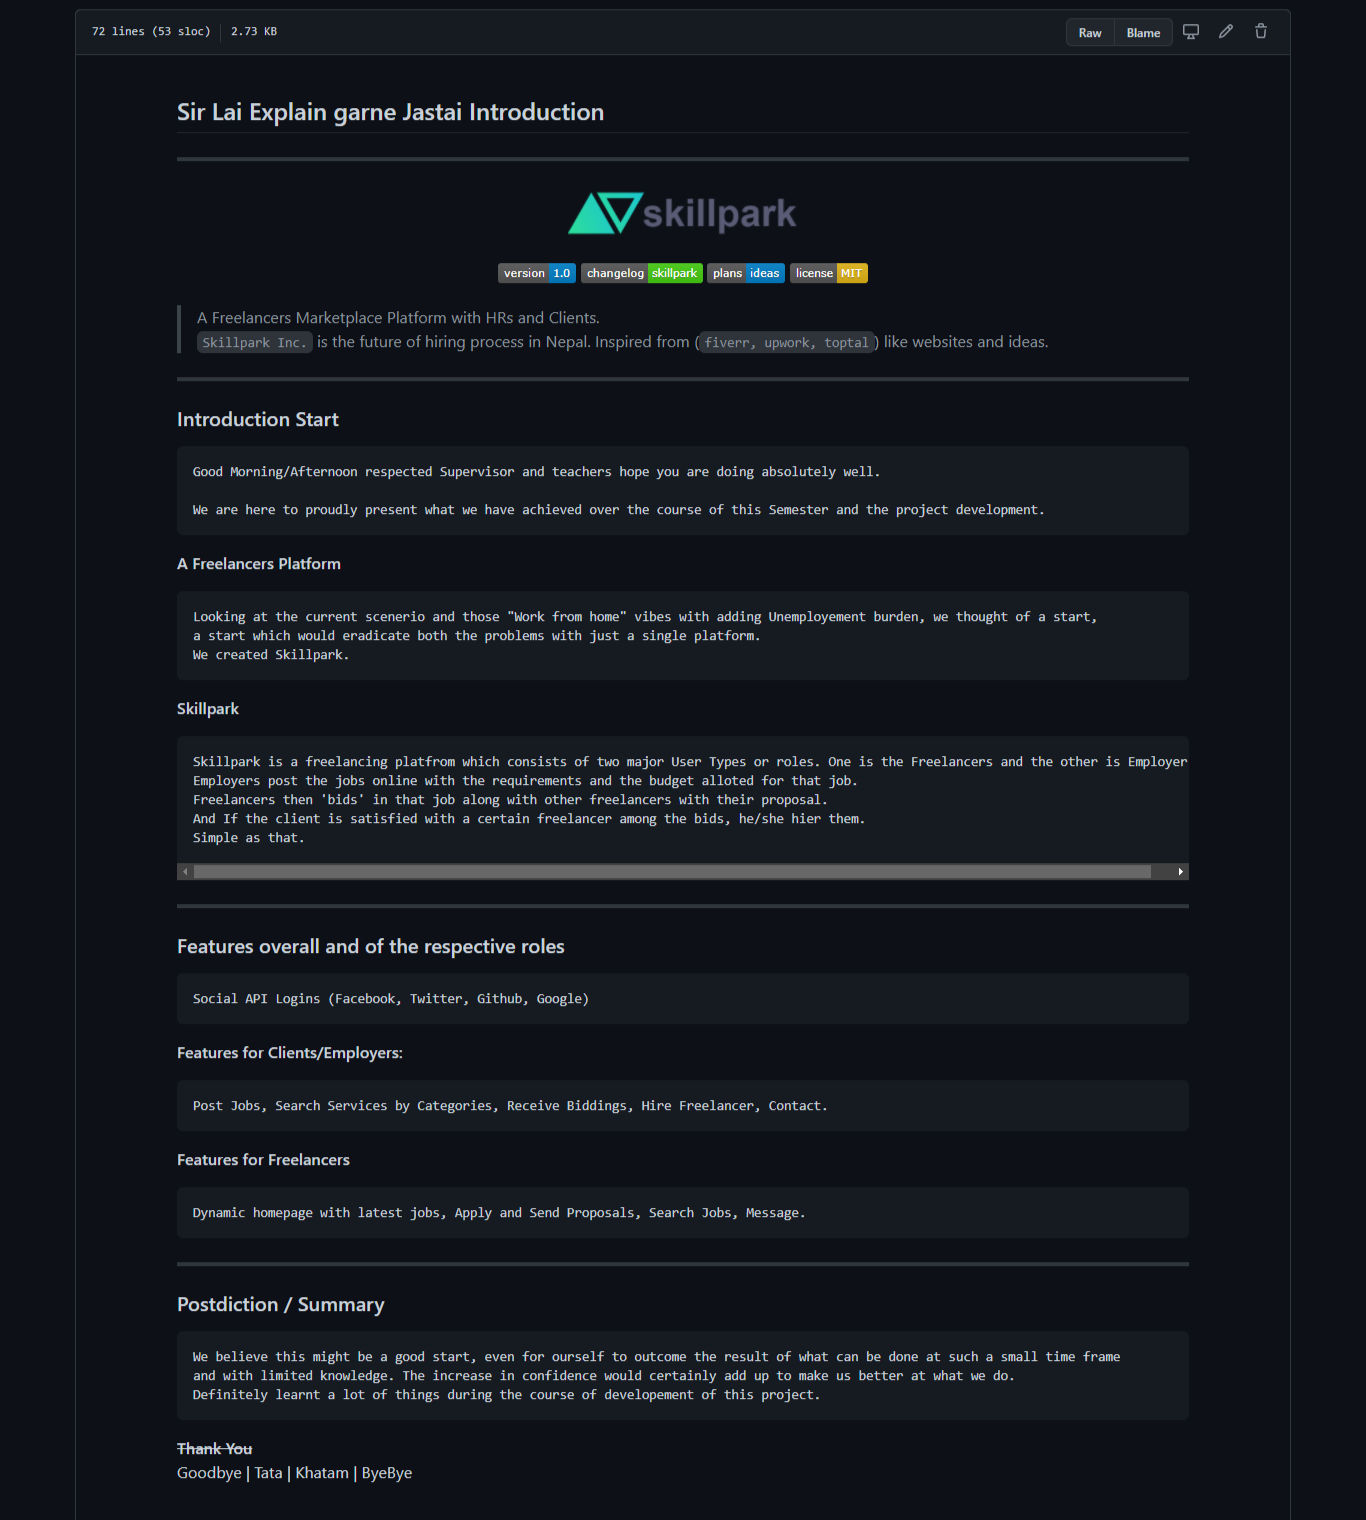 72 lines (53 sloc) | 2.73 KB
Raw Blame
Sir Lai Explain garne Jastai Introduction
skillpark
version 1.0 changelog skillpark plans ideas license MIT
A Freelancers Marketplace Platform with HRs and Clients.
Skillpark Inc. is the future of hiring process in Nepal. Inspired from (fiverr, upwork, toptal) like websites and ideas.
Introduction Start
Good Morning/Afternoon respected Supervisor and teachers hope you are doing absolutely well.
We are here to proudly present what we have achieved over the course of this Semester and the project development.
A Freelancers Platform
Looking at the current scenerio and those "Work from home" vibes with adding Unemployement burden, we thought of a start,
a start which would eradicate both the problems with just a single platform.
We created Skillpark.
Skillpark
Skillpark is a freelancing platfrom which consists of two major User Types or roles. One is the Freelancers and the other is Employer
Employers post the jobs online with the requirements and the budget alloted for that job.
Freelancers then 'bids' in that job along with other freelancers with their proposal.
And If the client is satisfied with a certain freelancer among the bids, he/she hier them.
Simple as that.
Features overall and of the respective roles
Social API Logins (Facebook, Twitter, Github, Google)
Features for Clients/Employers:
Post Jobs, Search Services by Categories, Receive Biddings, Hire Freelancer, Contact.
Features for Freelancers
Dynamic homepage with latest jobs, Apply and Send Proposals, Search Jobs, Message.
Postdiction / Summary
We believe this might be a good start, even for ourself to outcome the result of what can be done at such a small time frame
and with limited knowledge. The increase in confidence would certainly add up to make us better at what we do.
Definitely learnt a lot of things during the course of developement of this project.
Thank You
Goodbye | Tata | Khatam | ByeBye